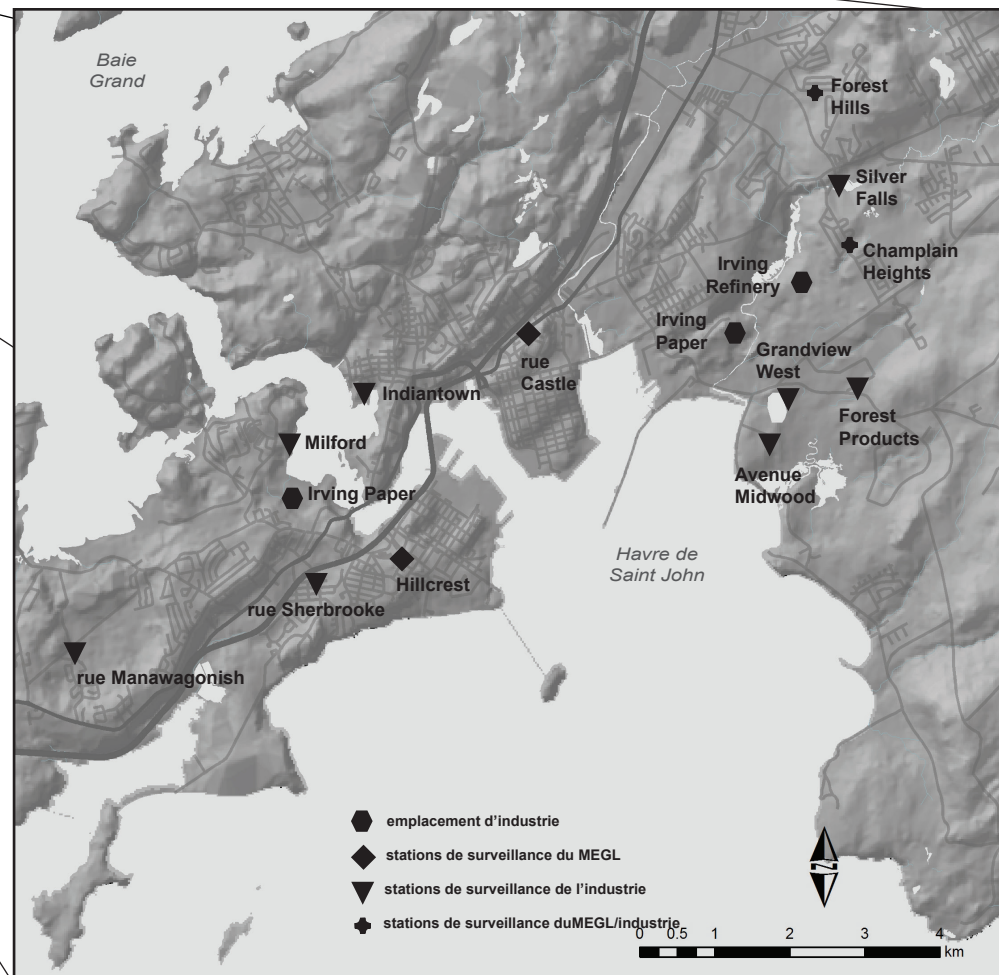 Baie
Grand
Forest
Hills
Silver
Falls
Champlain
Heights
Irving
Refinery
Irving
Paper
Grandview
West
rue
Castle
Indiantown
Forest
Products
Milford
Avenue
Midwood
Irving Paper
Havre de
Saint John
Hillcrest
rue Sherbrooke
rue Manawagonish
emplacement d'industrie
stations de surveillance du MEGL
stations de surveillance de l'industrie
stations de surveillance duMEGL/industrie
N
0 0.5 1 2 3 4
km